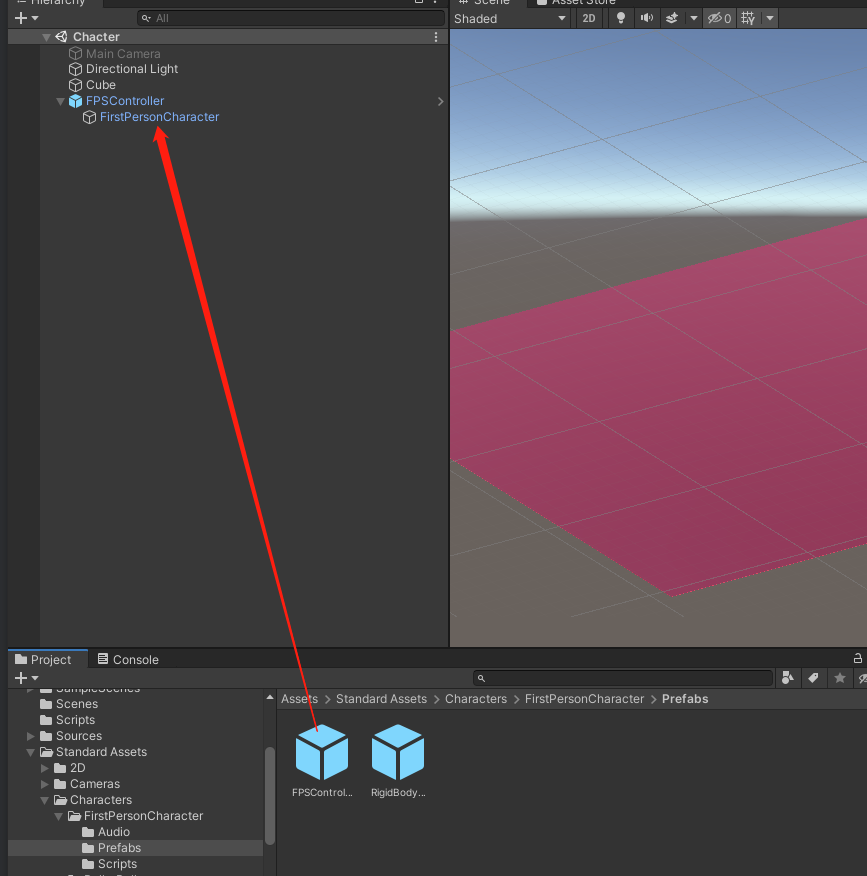 Hierarchy
Scene
Asset Store
All
Shaded
2D
0
Y
Chacter
Main Camera
Directional Light
Cube
FPSController
FirstPersonCharacter
Project
Console
SampleScenes
Scenes
Scripts
Sources
Standard Assets
2D
Cameras
Characters
FirstPersonCharacter
Audio
Prefabs
Scripts
Assets > Standard Assets > Characters > FirstPersonCharacter > Prefabs
FPSControl...
RigidBody...